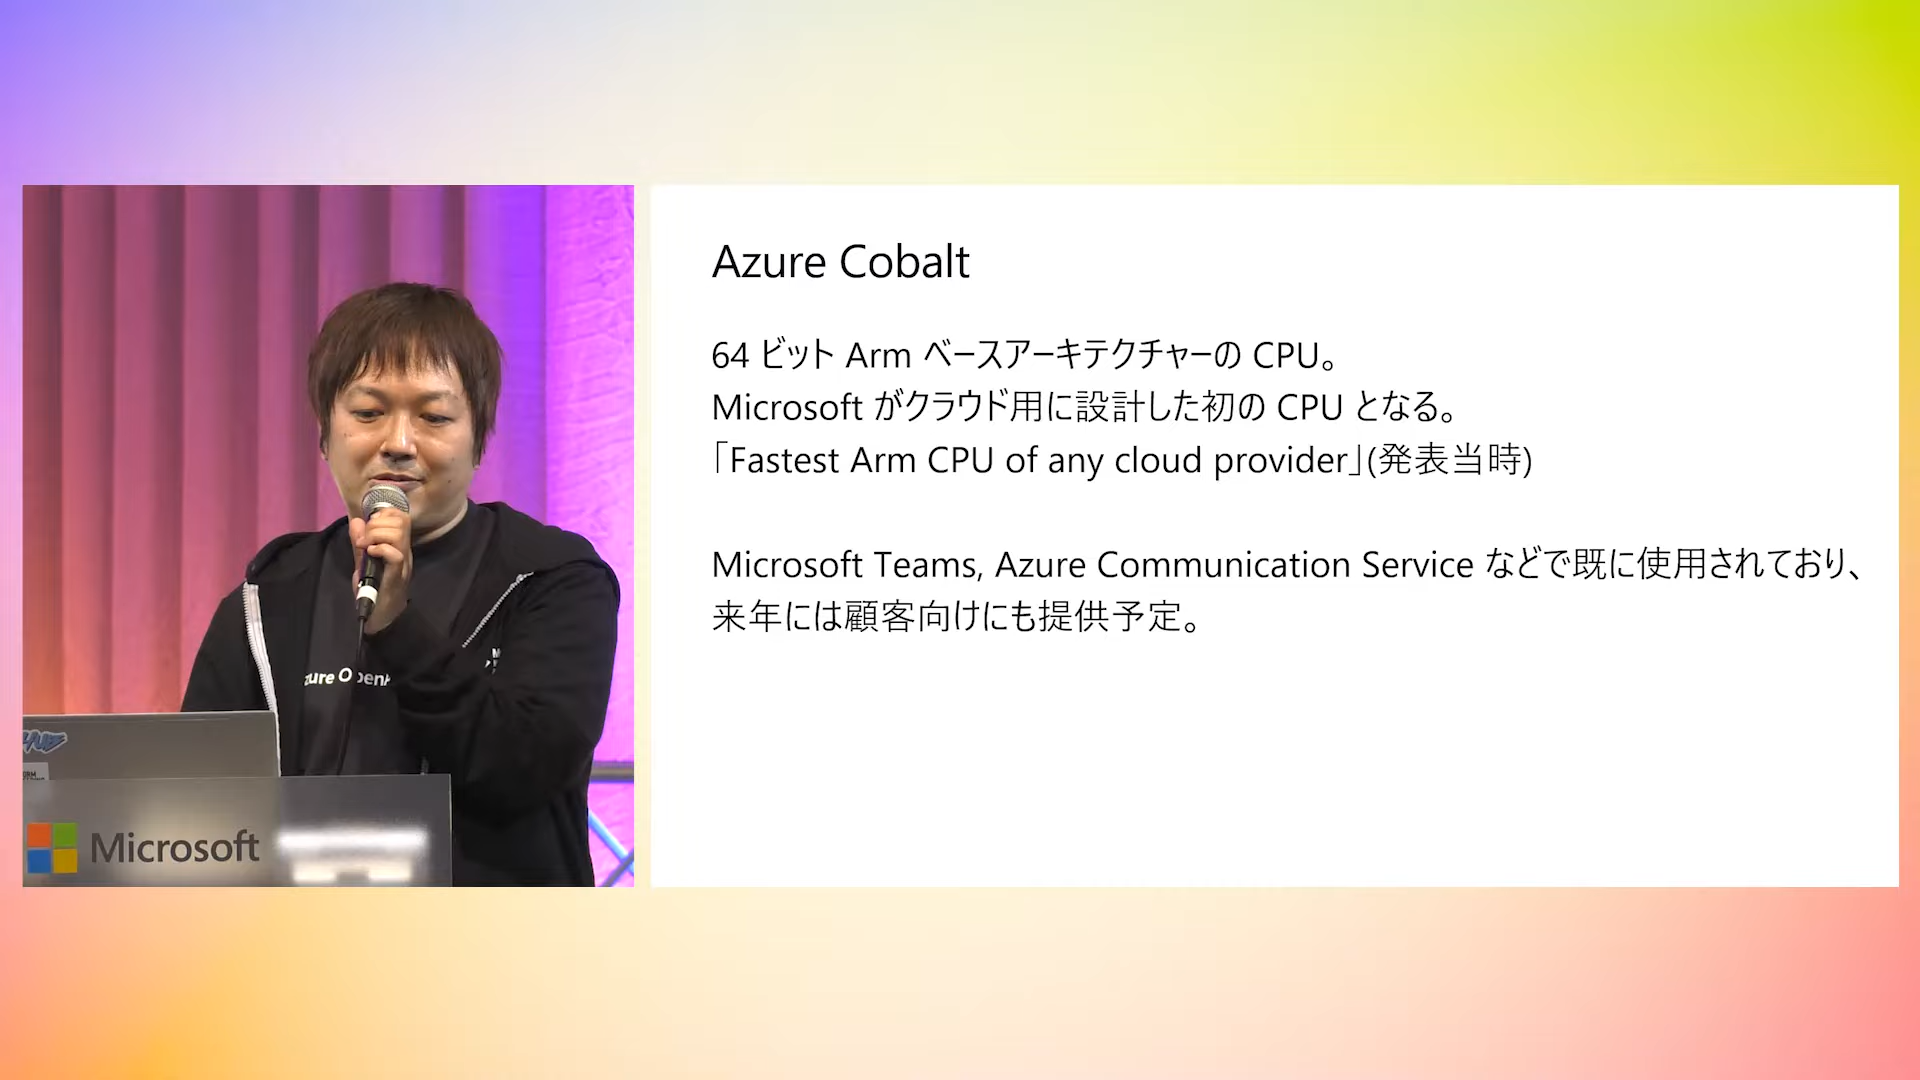 Azure Cobalt
64 ビット Arm ベースアーキテクチャーの CPU。
Microsoft がクラウド用に設計した初の CPU となる。
「Fastest Arm CPU of any cloud provider」(発表当時)
Microsoft Teams, Azure Communication Service などで既に使用されており、
来年には顧客向けにも提供予定。
Microsoft